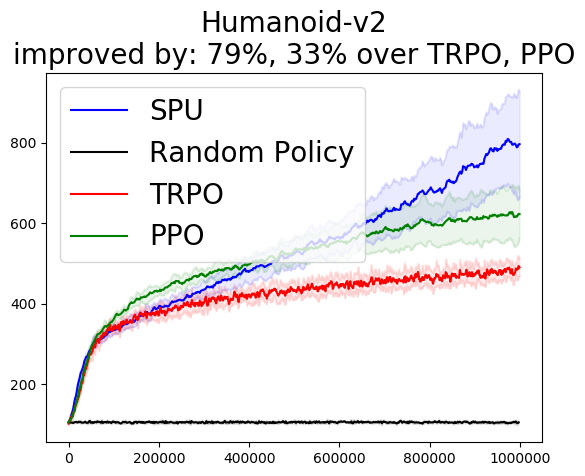 Humanoid-v2
improved by: 79%, 33% over TRPO, PPO
SPU
Random Policy
TRPO
PPO
800
600
400
200
0
200000
400000
600000
800000
1000000